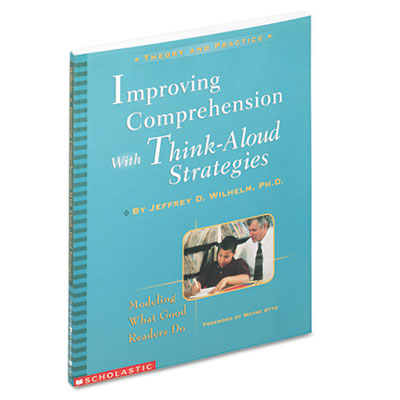 THEORY AND PRACTICE
Improving
Comprehension
With Think-Aloud
Strategies
BY JEFFREY D. WILHELM, PH.D.
Modeling
What Good
Readers Do
FOREWORD BY WAYNE OTTO
SCHOLASTIC